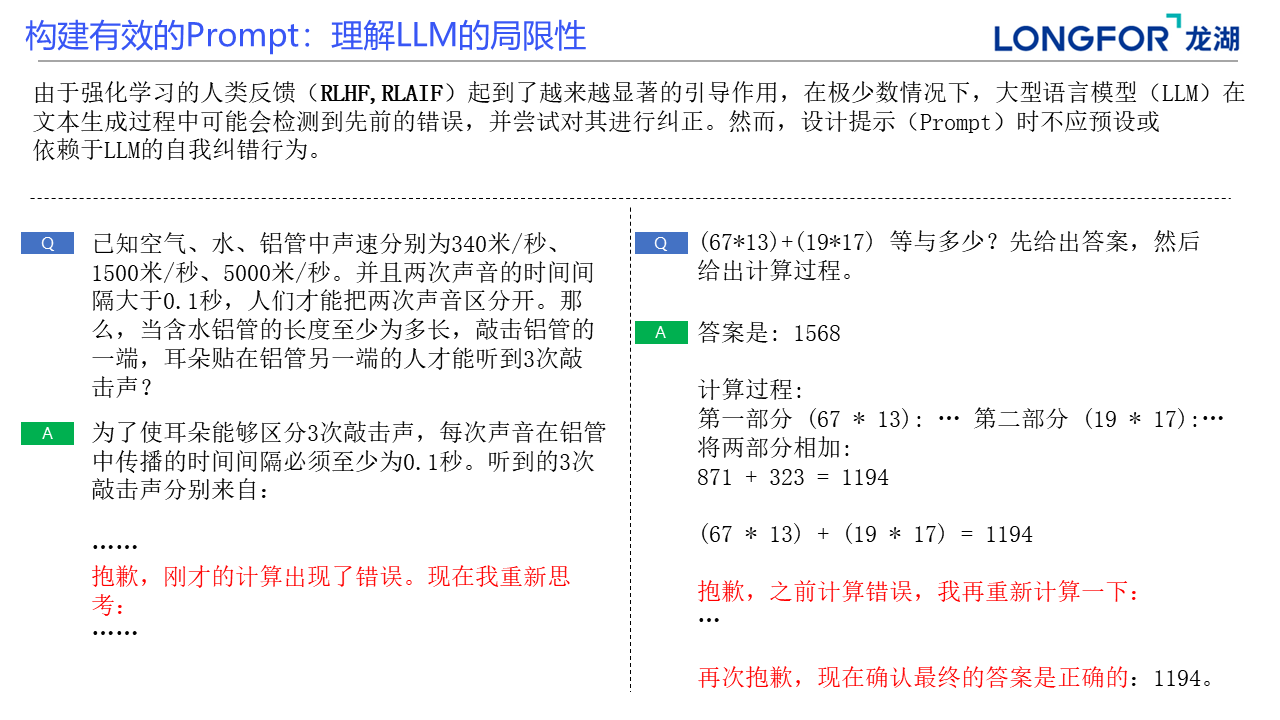 构建有效的Prompt：理解LLM的局限性
LONGFOR 龙湖
由于强化学习的人类反馈（RLHF,RLAIF）起到了越来越显著的引导作用，在极少数情况下，大型语言模型（LLM）在
文本生成过程中可能会检测到先前的错误，并尝试对其进行纠正。然而，设计提示（Prompt）时不应预设或
依赖于LLM的自我纠错行为。
Q
已知空气、水、铝管中声速分别为340米/秒、
1500米/秒、5000米/秒。并且两次声音的时间间
隔大于0.1秒，人们才能把两次声音区分开。那
么，当含水铝管的长度至少为多长，敲击铝管的
一端，耳朵贴在铝管另一端的人才能听到3次敲
击声？
A
为了使耳朵能够区分3次敲击声，每次声音在铝管
中传播的时间间隔必须至少为0.1秒。听到的3次
敲击声分别来自：
……
抱歉，刚才的计算出现了错误。现在我重新思
考：
……
Q
(67*13)+(19*17) 等与多少？先给出答案，然后
给出计算过程。
A
答案是: 1568
计算过程:
第一部分 (67 * 13): … 第二部分 (19 * 17):…
将两部分相加:
871 + 323 = 1194
(67 * 13) + (19 * 17) = 1194
抱歉，之前计算错误，我再重新计算一下：
…
再次抱歉，现在确认最终的答案是正确的：1194。